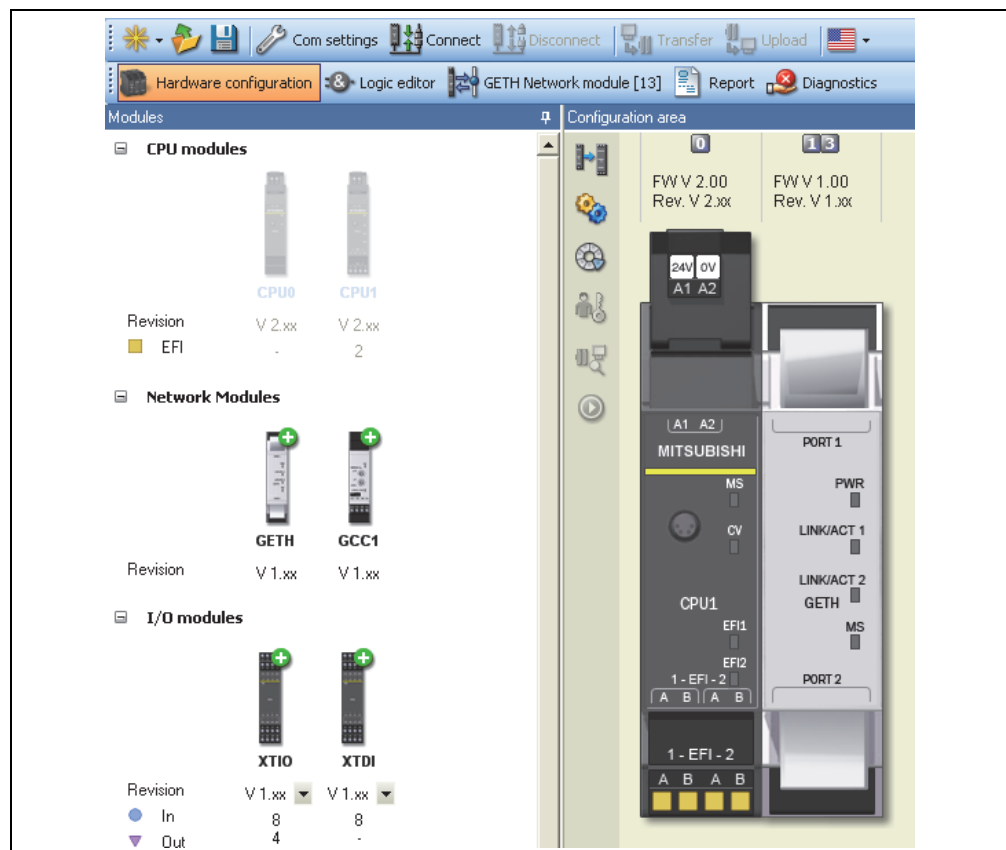 Com settings Connect Disconnect Transfer Upload
Hardware configuration Logic editor GETH Network module [13] Report Diagnostics
Modules
Configuration area
CPU modules
CPU0 CPU1
Revision V 2.xx V 2.xx
EFI - 2
Network Modules
GETH GCC1
Revision V 1.xx V 1.xx
I/O modules
XTIO XTDI
Revision V 1.xx V 1.xx
In 8 8
Out 4 -
0 13
FW V 2.00 FW V 1.00
Rev. V 2.xx Rev. V 1.xx
24V 0V
A1 A2
A1 A2
MITSUBISHI
MS
CV
CPU1
EFI1
EFI2
1 - EFI - 2
A B A B
1 - EFI - 2
A B A B
PORT 1
PWR
LINK/ACT 1
LINK/ACT 2
GETH
MS
PORT 2